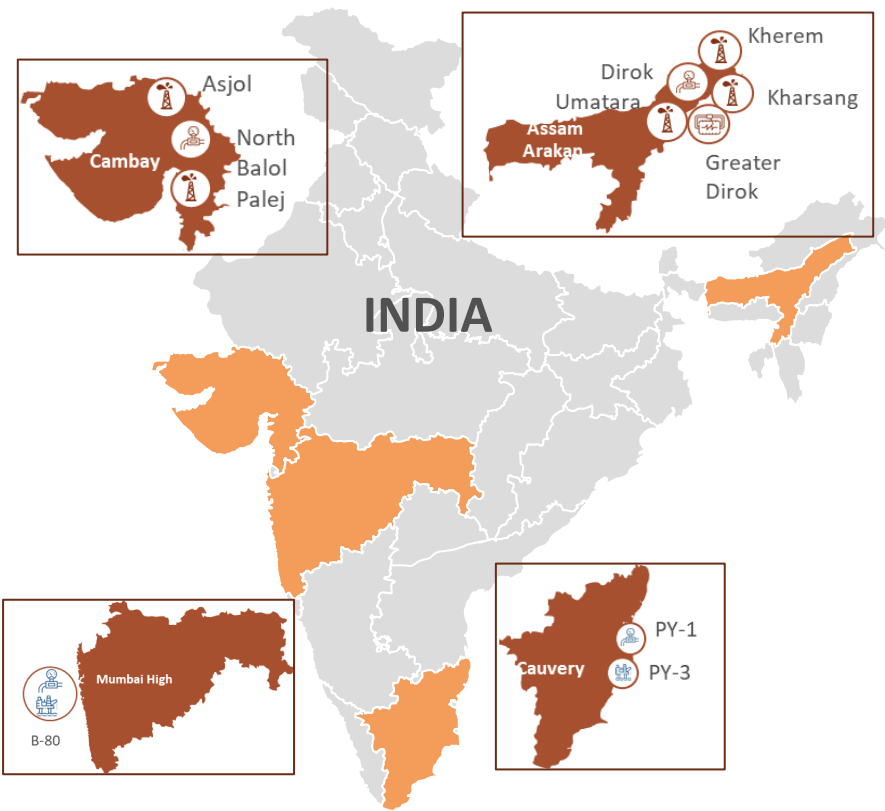 Kherem
Dirok
Umatara
Kharsang
Assam
Arakan
Greater
Dirok
Asjol
North
Balol
Cambay
Palej
INDIA
Mumbai High
B-80
PY-1
Cauvery
PY-3